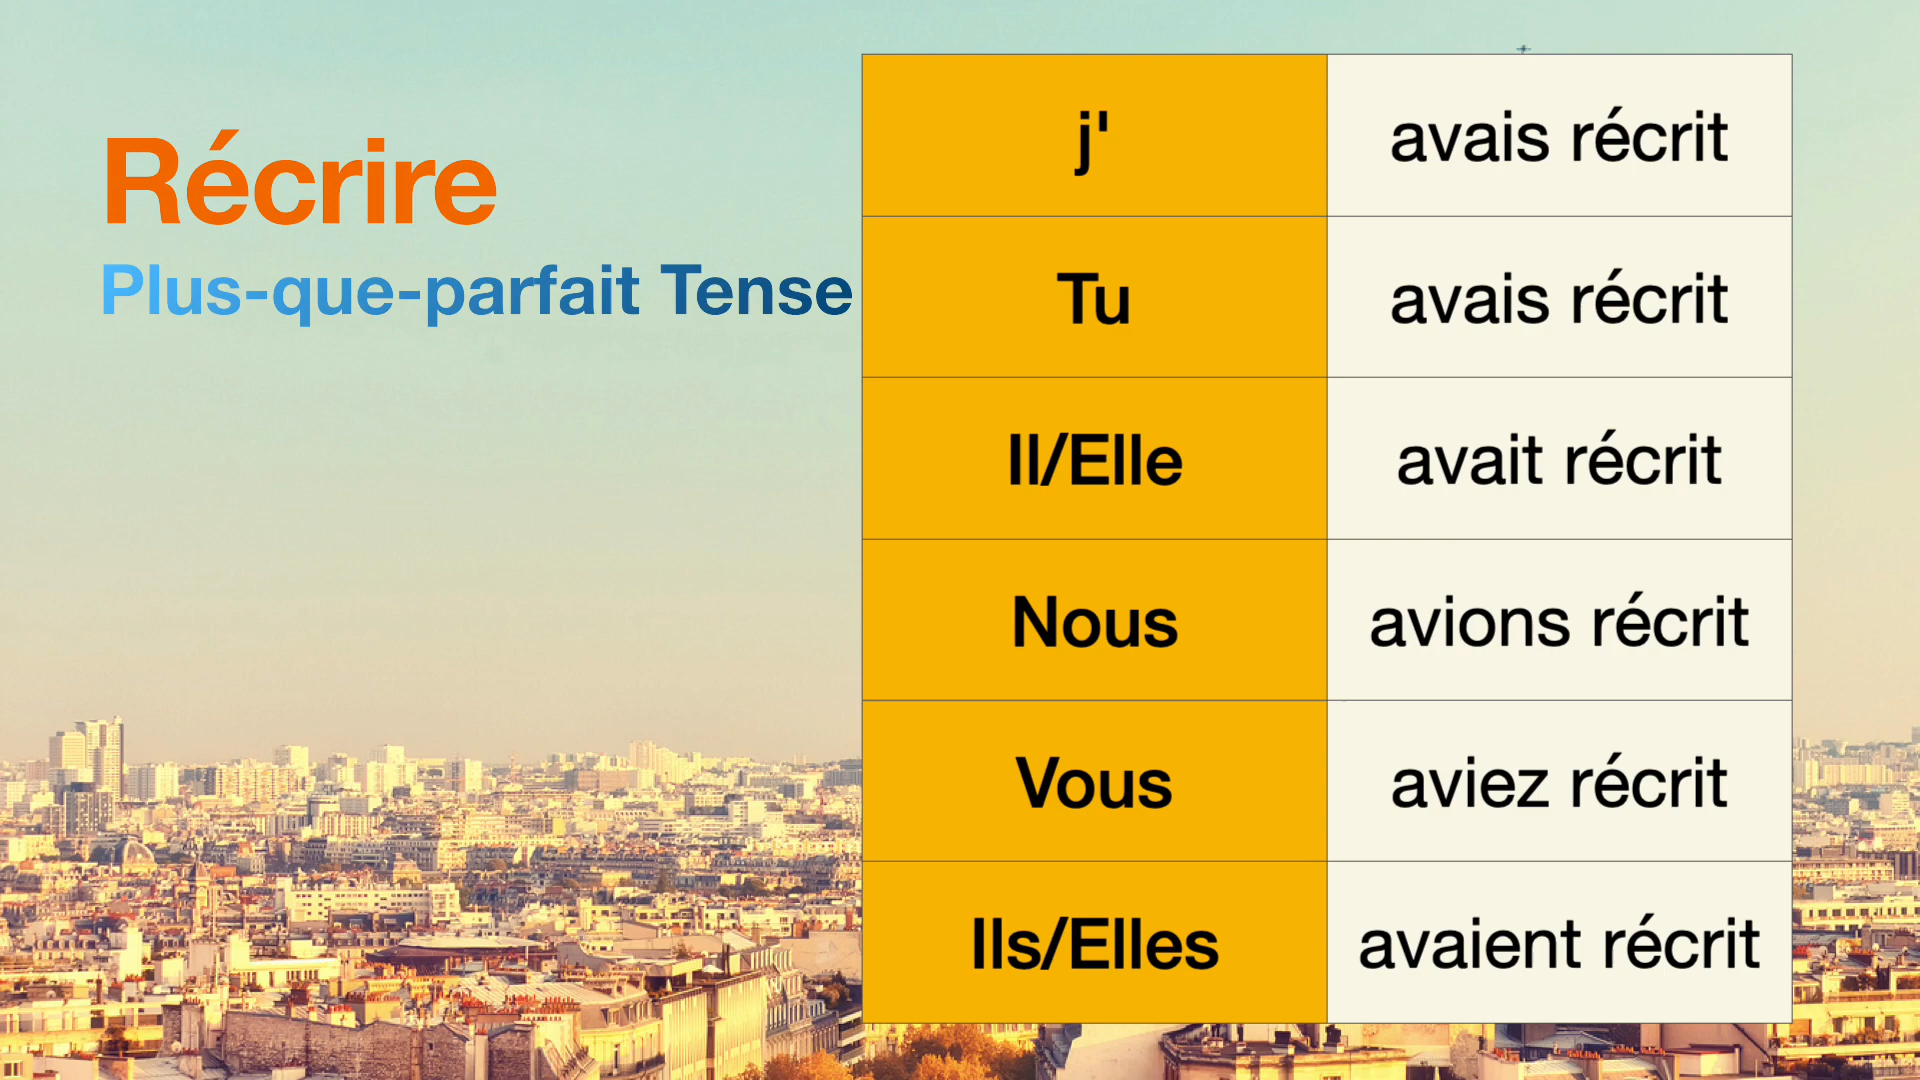 Récrire
Plus-que-parfait Tense
j' avais récrit
Tu avais récrit
Il/Elle avait récrit
Nous avions récrit
Vous aviez récrit
Ils/Elles avaient récrit